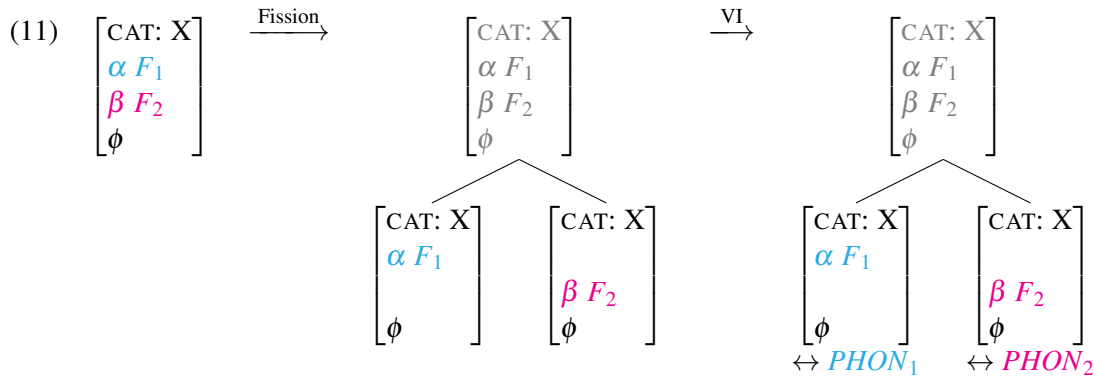 (11) [CAT: X Fission [CAT: X VI [CAT: X
α F1 α F1 α F1
β F2 β F2 β F2
ϕ] ϕ] ϕ]
[CAT: X [CAT: X [CAT: X [CAT: X
α F1 α F1
β F2 β F2
ϕ] ϕ] ϕ] ϕ]
↔ PHON1 ↔ PHON2